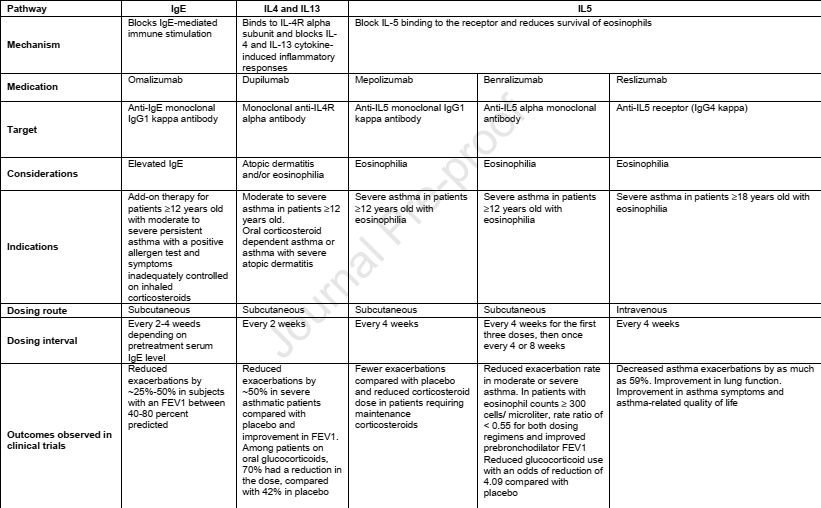 Pathway IgE IL4 and IL13 IL5
Mechanism
Blocks IgE-mediated
immune stimulation
Binds to IL-4R alpha
subunit and blocks IL-
4 and IL-13 cytokine-
induced inflammatory
responses
Block IL-5 binding to the receptor and reduces survival of eosinophils
Medication
Omalizumab
Dupilumab
Mepolizumab
Benralizumab
Reslizumab
Target
Anti-IgE monoclonal
IgG1 kappa antibody
Monoclonal anti-IL4R
alpha antibody
Anti-IL5 monoclonal IgG1
kappa antibody
Anti-IL5 alpha monoclonal
antibody
Anti-IL5 receptor (IgG4 kappa)
Considerations
Elevated IgE
Atopic dermatitis
and/or eosinophilia
Eosinophilia
Eosinophilia
Eosinophilia
Indications
Add-on therapy for
patients ≥12 years old
with moderate to
severe persistent
asthma with a positive
allergen test and
symptoms
inadequately controlled
on inhaled
corticosteroids
Moderate to severe
asthma in patients ≥12
years old.
Oral corticosteroid
dependent asthma or
asthma with severe
atopic dermatitis
Severe asthma in patients
≥12 years old with
eosinophilia
Severe asthma in patients
≥12 years old with
eosinophilia
Severe asthma in patients ≥18 years old with
eosinophilia
Dosing route
Subcutaneous
Subcutaneous
Subcutaneous
Subcutaneous
Intravenous
Dosing interval
Every 2-4 weeds
depending on
pretreatment serum
IgE level
Every 2 weeks
Every 4 weeks
Every 4 weeks for the first
three doses, then once
every 4 or 8 weeks
Every 4 weeks
Outcomes observed in
clinical trials
Reduced
exacerbations by
~25%-50% in subjects
with an FEV1 between
40-80 percent
predicted
Reduced
exacerbations by
~50% in severe
asthmatic patients
compared with
placebo and
improvement in FEV1.
Among patients on
oral glucocorticoids,
70% had a reduction in
the dose, compared
with 42% in placebo
Fewer exacerbations
compared with placebo
and reduced corticosteroid
dose in patients requiring
maintenance
corticosteroids
Reduced exacerbation rate
in moderate or severe
asthma. In patients with
eosinophil counts ≥ 300
cells/ microliter, rate ratio of
< 0.55 for both dosing
regimens and improved
prebronchodilator FEV1
Reduced glucocorticoid use
with an odds of reduction of
4.09 compared with
placebo
Decreased asthma exacerbations by as much
as 59%. Improvement in lung function.
Improvement in asthma symptoms and
asthma-related quality of life
Journal Pre-proof